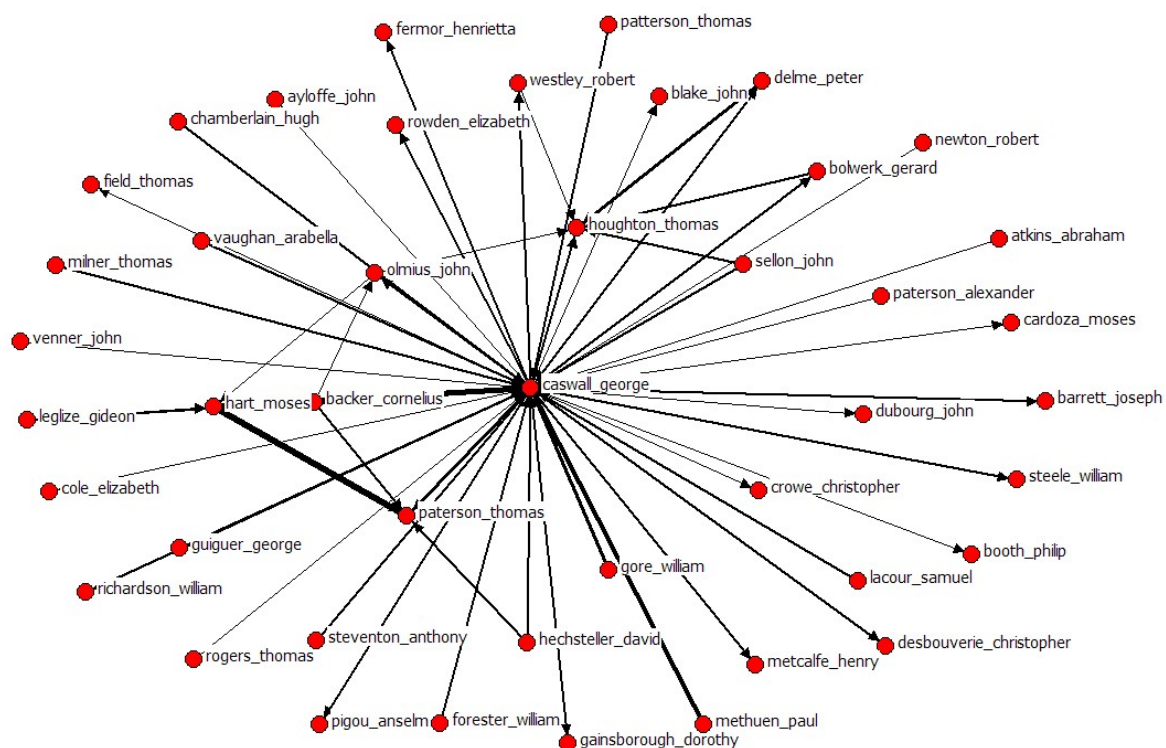 patterson_thomas
fermor_henrietta
westley_robert
delme_peter
blake_john
ayloffe_john
chamberlain_hugh
rowden_elizabeth
newton_robert
bolwerk_gerard
field_thomas
houghton_thomas
vaughan_arabella
atkins_abraham
milner_thomas
olmius_john
sellon_john
paterson_alexander
cardoza_moses
venner_john
caswall_george
backer_cornelius
hart_moses
barrett_joseph
dubourg_john
leglize_gideon
steele_william
cole_elizabeth
crowe_christopher
paterson_thomas
guiguer_george
booth_philip
gore_william
lacour_samuel
richardson_william
steventon_anthony
hechsteller_david
desbouverie_christopher
rogers_thomas
metcalfe_henry
pigou_anselm
forester_william
methuen_paul
gainsborough_dorothy